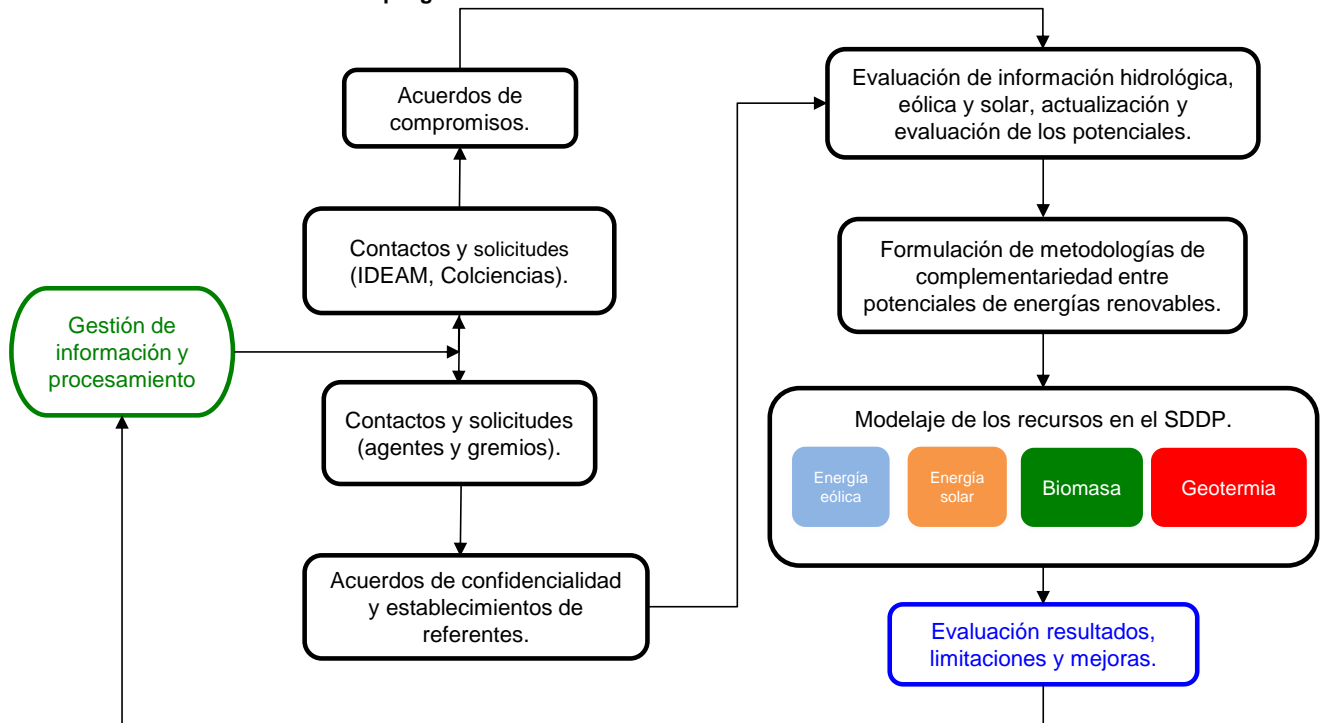 Acuerdos de
compromisos.
Contactos y solicitudes
(IDEAM, Colciencias).
Gestión de
información y
procesamiento
Contactos y solicitudes
(agentes y gremios).
Acuerdos de confidencialidad
y establecimientos de
referentes.
Evaluación de información hidrológica,
eólica y solar, actualización y
evaluación de los potenciales.
Formulación de metodologías de
complementariedad entre
potenciales de energías renovables.
Modelaje de los recursos en el SDDP.
Energía
eólica
Energía
solar
Biomasa
Geotermia
Evaluación resultados,
limitaciones y mejoras.